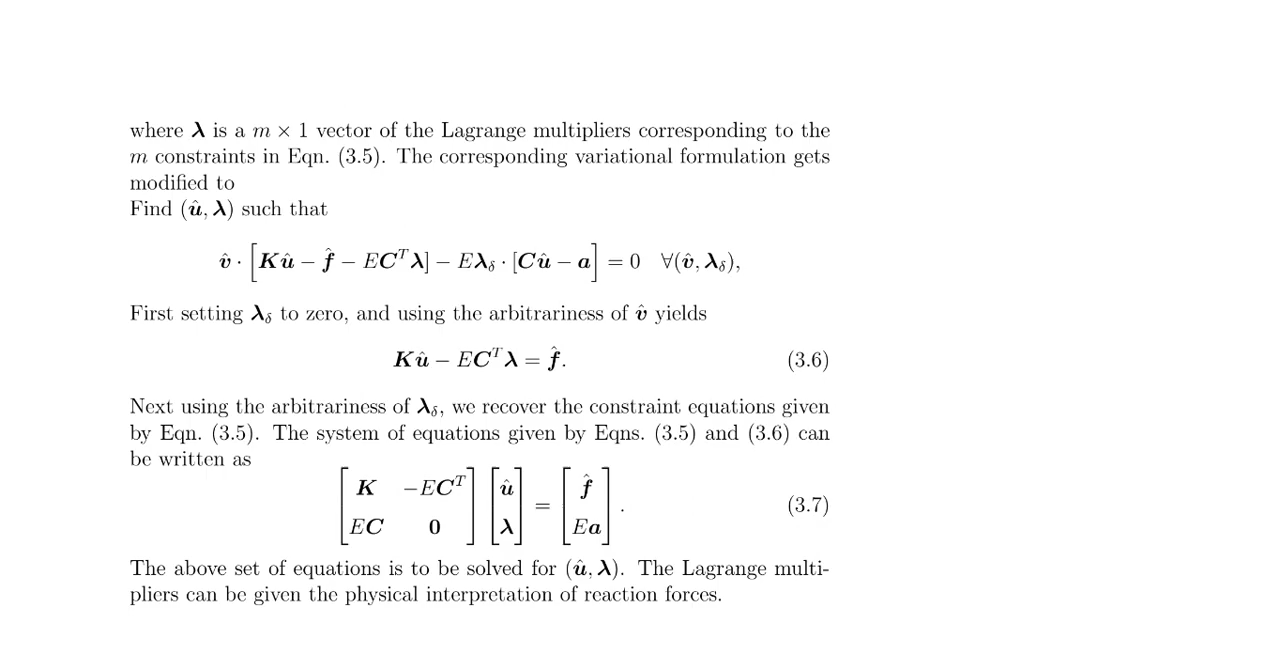 where λ is a m × 1 vector of the Lagrange multipliers corresponding to the
m constraints in Eqn. (3.5). The corresponding variational formulation gets
modified to
Find (û, λ) such that
v̂ · [Kû − f̂ − ECᵀλ] − Eλ_δ · [Cû − a] = 0 ∀(v̂, λ_δ),
First setting λ_δ to zero, and using the arbitrariness of v̂ yields
Kû − ECᵀλ = f̂. (3.6)
Next using the arbitrariness of λ_δ, we recover the constraint equations given
by Eqn. (3.5). The system of equations given by Eqns. (3.5) and (3.6) can
be written as
[K −ECᵀ; EC 0] [û; λ] = [f̂; Ea]. (3.7)
The above set of equations is to be solved for (û, λ). The Lagrange multi-
pliers can be given the physical interpretation of reaction forces.